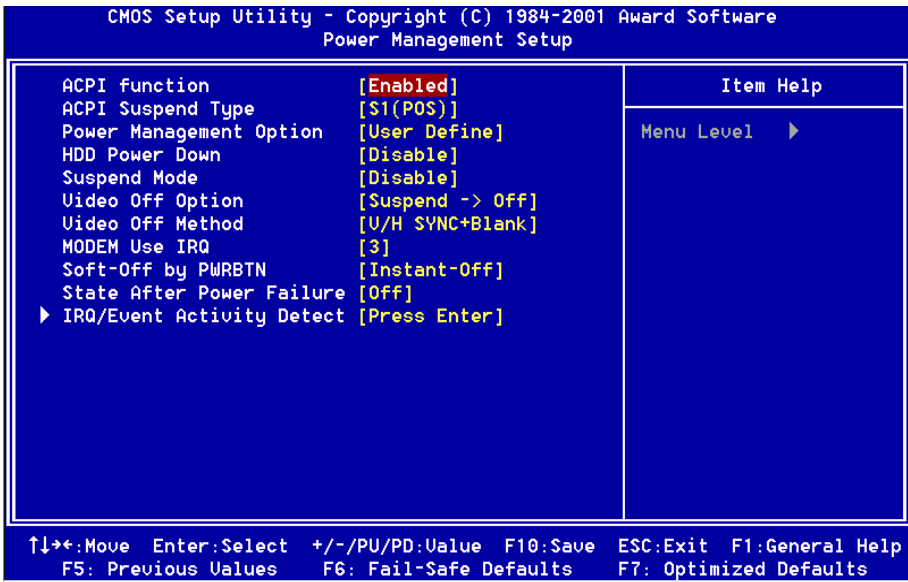 CMOS Setup Utility - Copyright (C) 1984-2001 Award Software
Power Management Setup
ACPI function [Enabled]
ACPI Suspend Type [S1(POS)]
Power Management Option [User Define]
HDD Power Down [Disable]
Suspend Mode [Disable]
Video Off Option [Suspend -> Off]
Video Off Method [V/H SYNC+Blank]
MODEM Use IRQ [3]
Soft-Off by PWRBTN [Instant-Off]
State After Power Failure [Off]
▶ IRQ/Event Activity Detect [Press Enter]
Item Help
Menu Level ▶
↑↓→←:Move Enter:Select +/-/PU/PD:Value F10:Save ESC:Exit F1:General Help
F5: Previous Values F6: Fail-Safe Defaults F7: Optimized Defaults